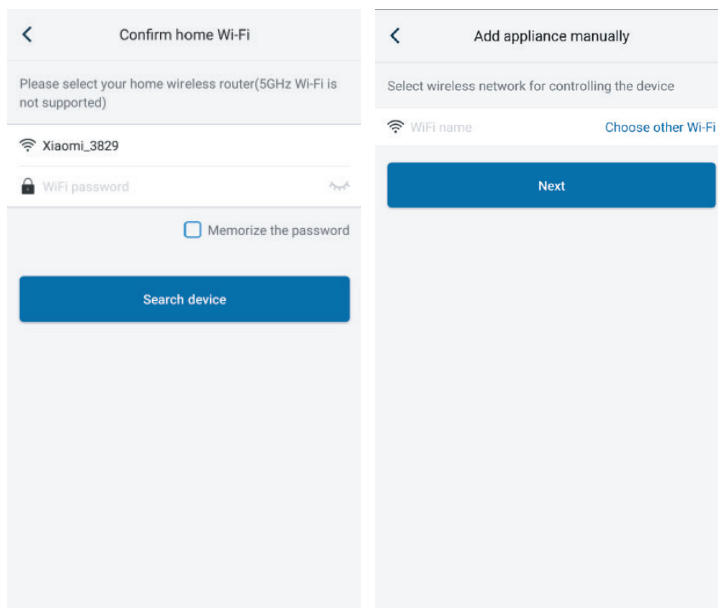 Confirm home Wi-Fi
Please select your home wireless router(5GHz Wi-Fi is
not supported)
Xiaomi_3829
WiFi password
Memorize the password
Search device
Add appliance manually
Select wireless network for controlling the device
WiFi name
Choose other Wi-Fi
Next